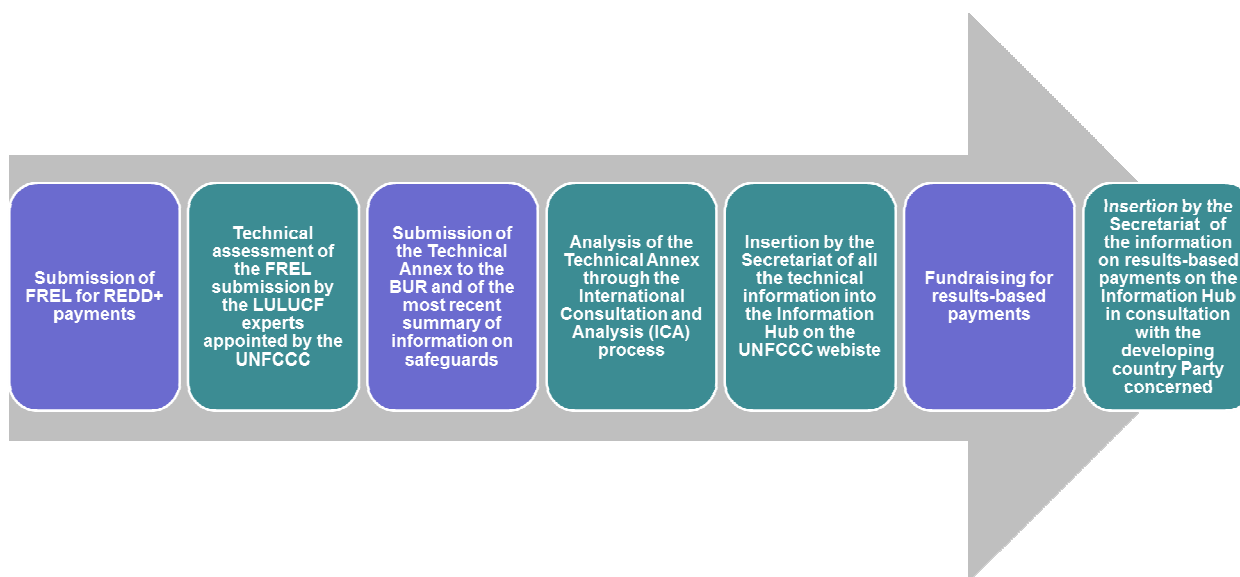 Submission of
FREL for REDD+
payments
Technical
assessment of
the FREL
submission by
the LULUCF
experts
appointed by the
UNFCCC
Submission of
the Technical
Annex to the
BUR and of the
most recent
summary of
information on
safeguards
Analysis of the
Technical Annex
through the
International
Consultation and
Analysis (ICA)
process
Insertion by the
Secretariat of all
the technical
information into
the Information
Hub on the
UNFCCC webiste
Fundraising for
results-based
payments
Insertion by the
Secretariat of
the information
on results-based
payments on the
Information Hub
in consultation
with the
developing
country Party
concerned